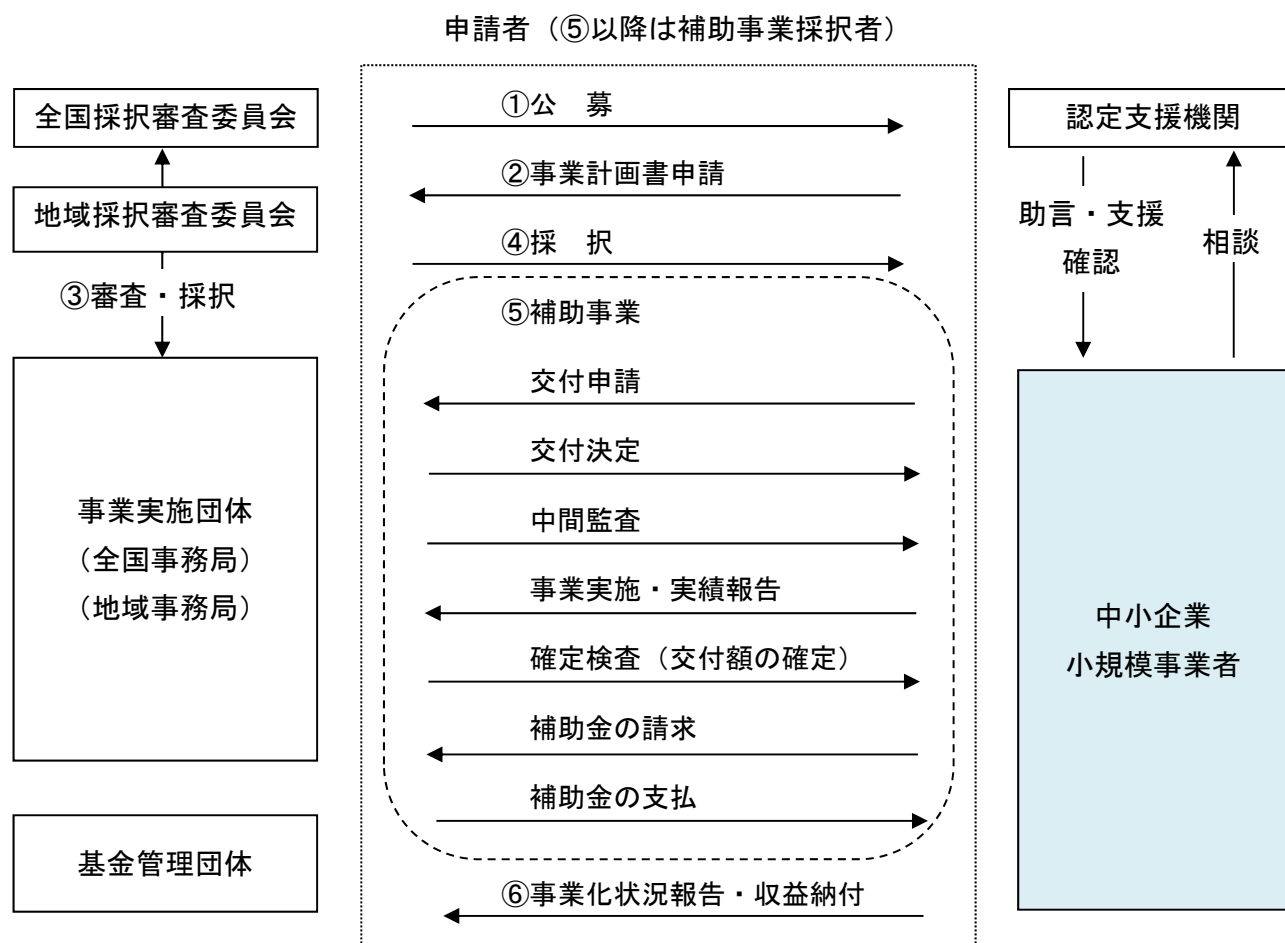 申請者（⑤以降は補助事業採択者）
全国採択審査委員会
地域採択審査委員会
③審査・採択
事業実施団体
（全国事務局）
（地域事務局）
基金管理団体
①公　募
②事業計画書申請
④採　択
⑤補助事業
交付申請
交付決定
中間監査
事業実施・実績報告
確定検査（交付額の確定）
補助金の請求
補助金の支払
⑥事業化状況報告・収益納付
認定支援機関
助言・支援
確認
相談
中小企業
小規模事業者